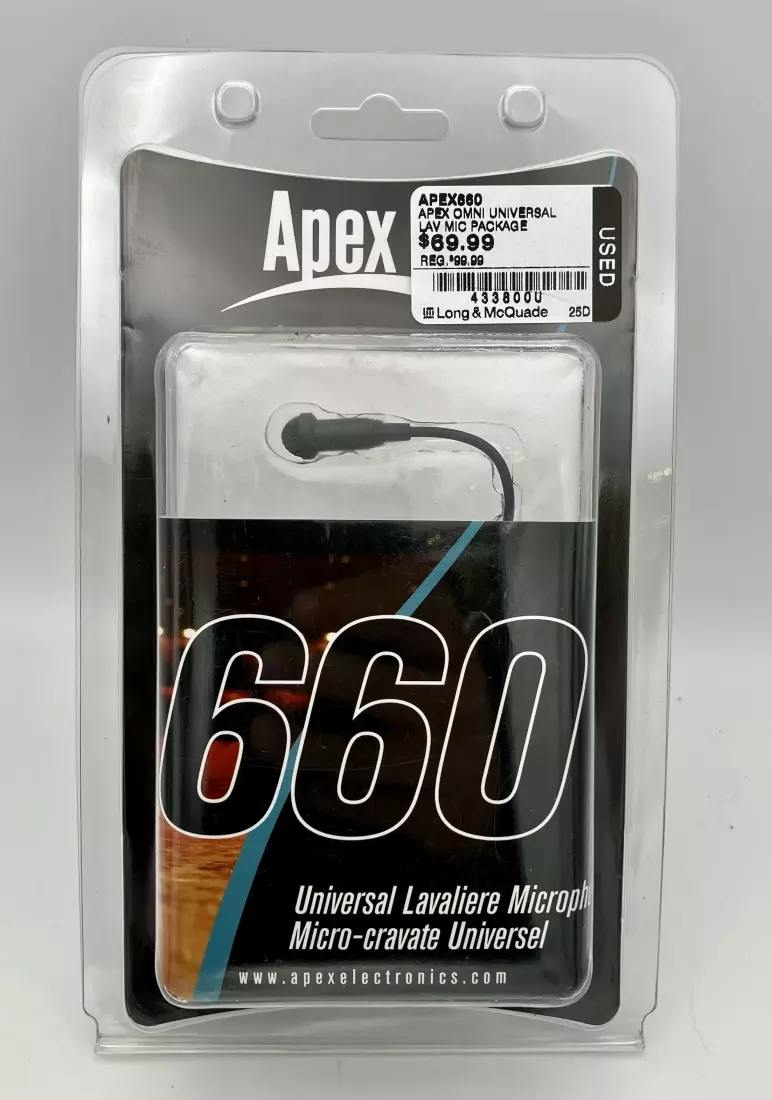 Apex
APEX660
APEX OMNI UNIVERSAL
LAV MIC PACKAGE
$69.99
REG.$99.99
433800U
Long & McQuade 25D
USED
660
Universal Lavaliere Microph
Micro-cravate Universel
www.apexelectronics.com